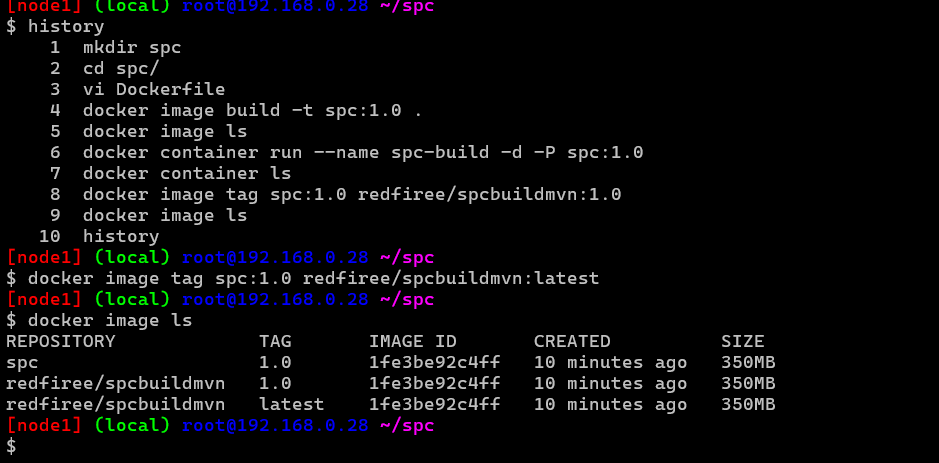 [node1] (local) root@192.168.0.28 ~/spc
$ history
    1  mkdir spc
    2  cd spc/
    3  vi Dockerfile
    4  docker image build -t spc:1.0 .
    5  docker image ls
    6  docker container run --name spc-build -d -P spc:1.0
    7  docker container ls
    8  docker image tag spc:1.0 redfiree/spcbuildmvn:1.0
    9  docker image ls
   10  history
[node1] (local) root@192.168.0.28 ~/spc
$ docker image tag spc:1.0 redfiree/spcbuildmvn:latest
[node1] (local) root@192.168.0.28 ~/spc
$ docker image ls
REPOSITORY             TAG       IMAGE ID       CREATED          SIZE
spc                    1.0       1fe3be92c4ff   10 minutes ago   350MB
redfiree/spcbuildmvn   1.0       1fe3be92c4ff   10 minutes ago   350MB
redfiree/spcbuildmvn   latest    1fe3be92c4ff   10 minutes ago   350MB
[node1] (local) root@192.168.0.28 ~/spc
$